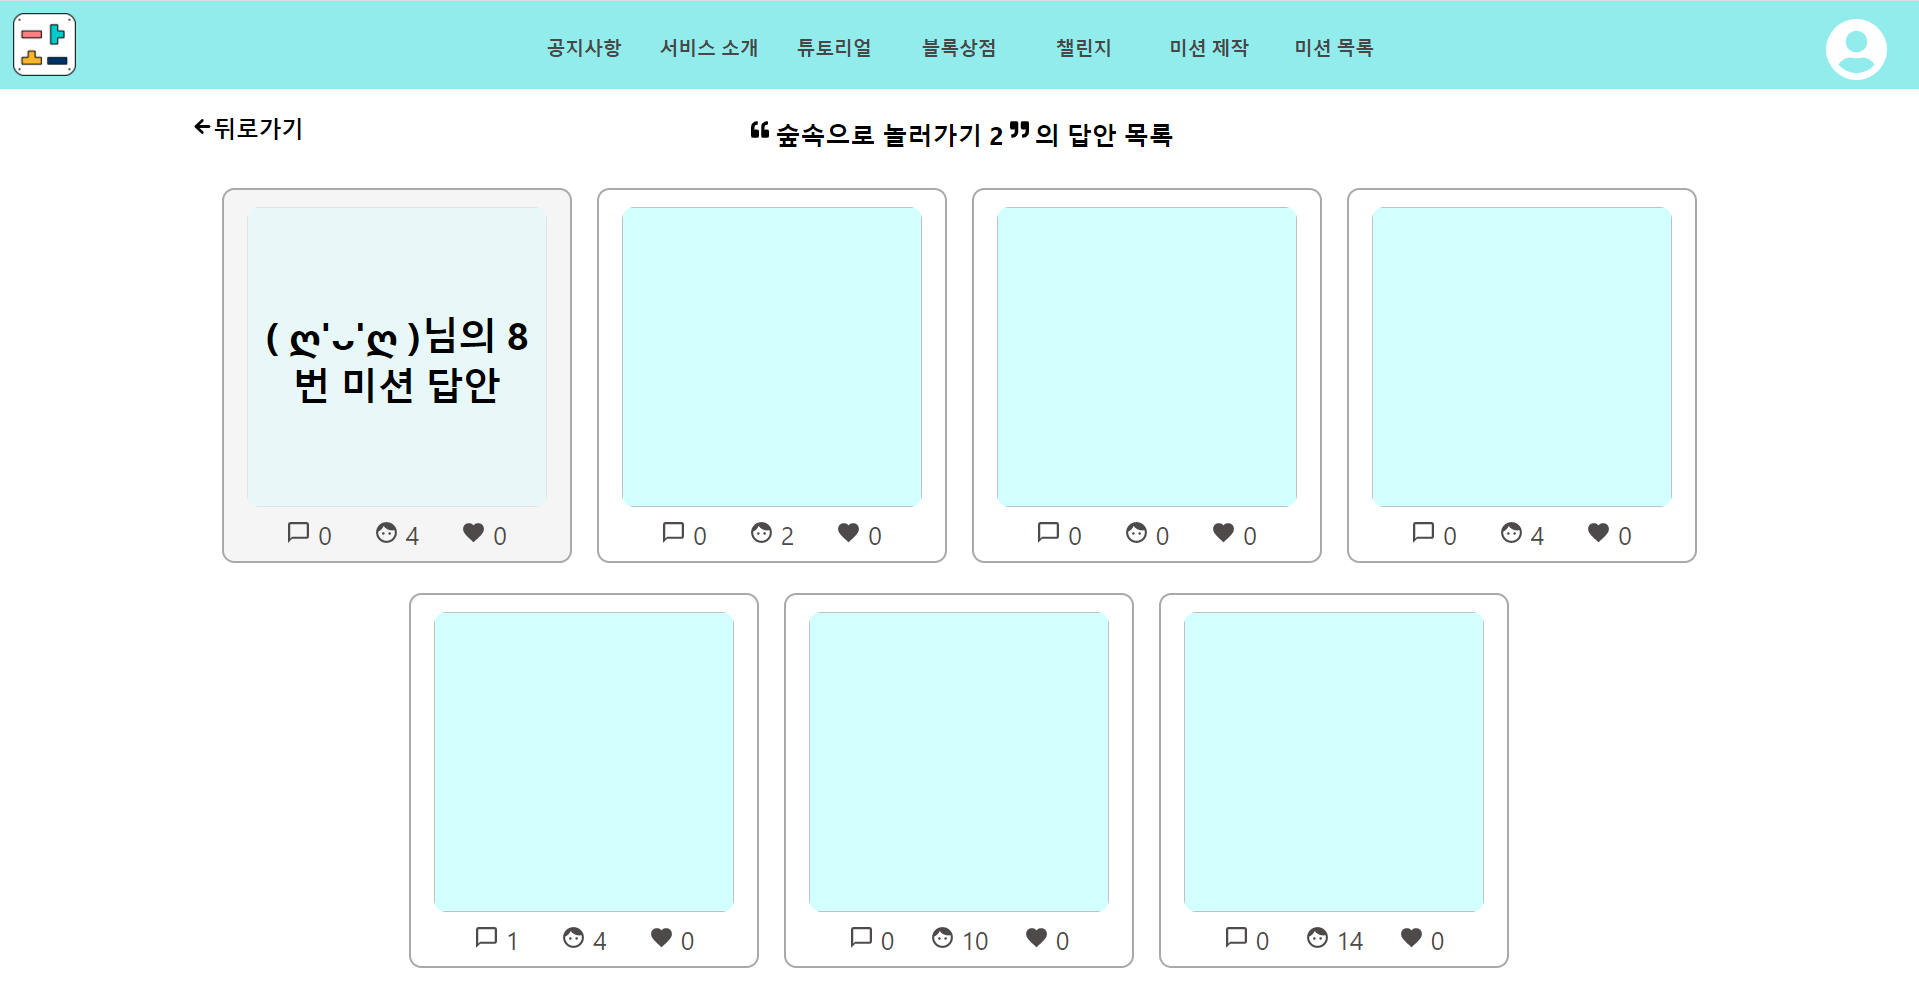 공지사항 서비스 소개 튜토리얼 블록상점 챌린지 미션 제작 미션 목록
뒤로가기
❝ 숲속으로 놀러가기 2 ❞ 의 답안 목록
( ღ'ᴗ'ღ )님의 8
번 미션 답안
0 4 0
0 2 0
0 0 0
0 4 0
1 4 0
0 10 0
0 14 0